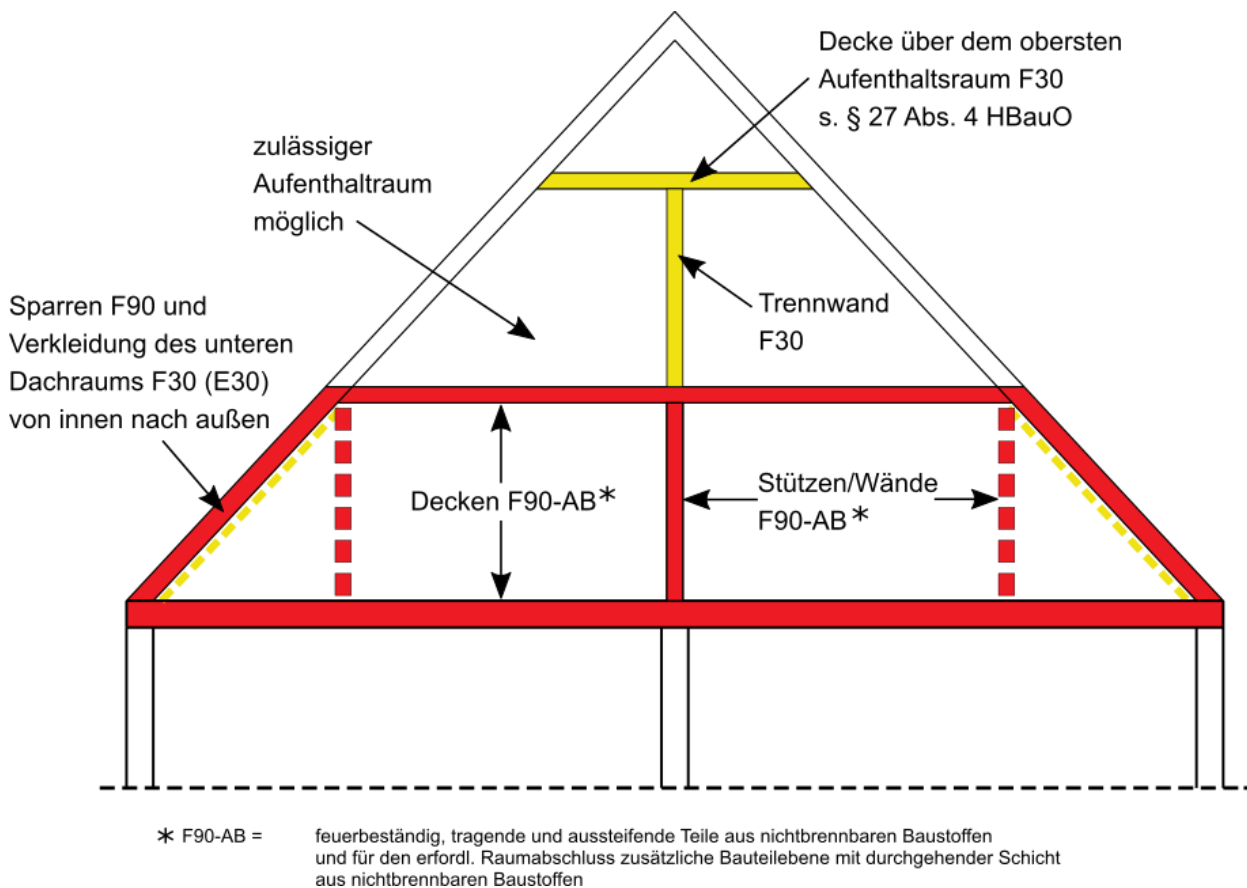 Decke über dem obersten
Aufenthaltsraum F30
s. § 27 Abs. 4 HBauO
zulässiger
Aufenthaltraum
möglich
Sparren F90 und
Verkleidung des unteren
Dachraums F30 (E30)
von innen nach außen
Trennwand
F30
Decken F90-AB*
Stützen/Wände
F90-AB*
* F90-AB = feuerbeständig, tragende und aussteifende Teile aus nichtbrennbaren Baustoffen
und für den erfordl. Raumabschluss zusätzliche Bauteilebene mit durchgehender Schicht
aus nichtbrennbaren Baustoffen